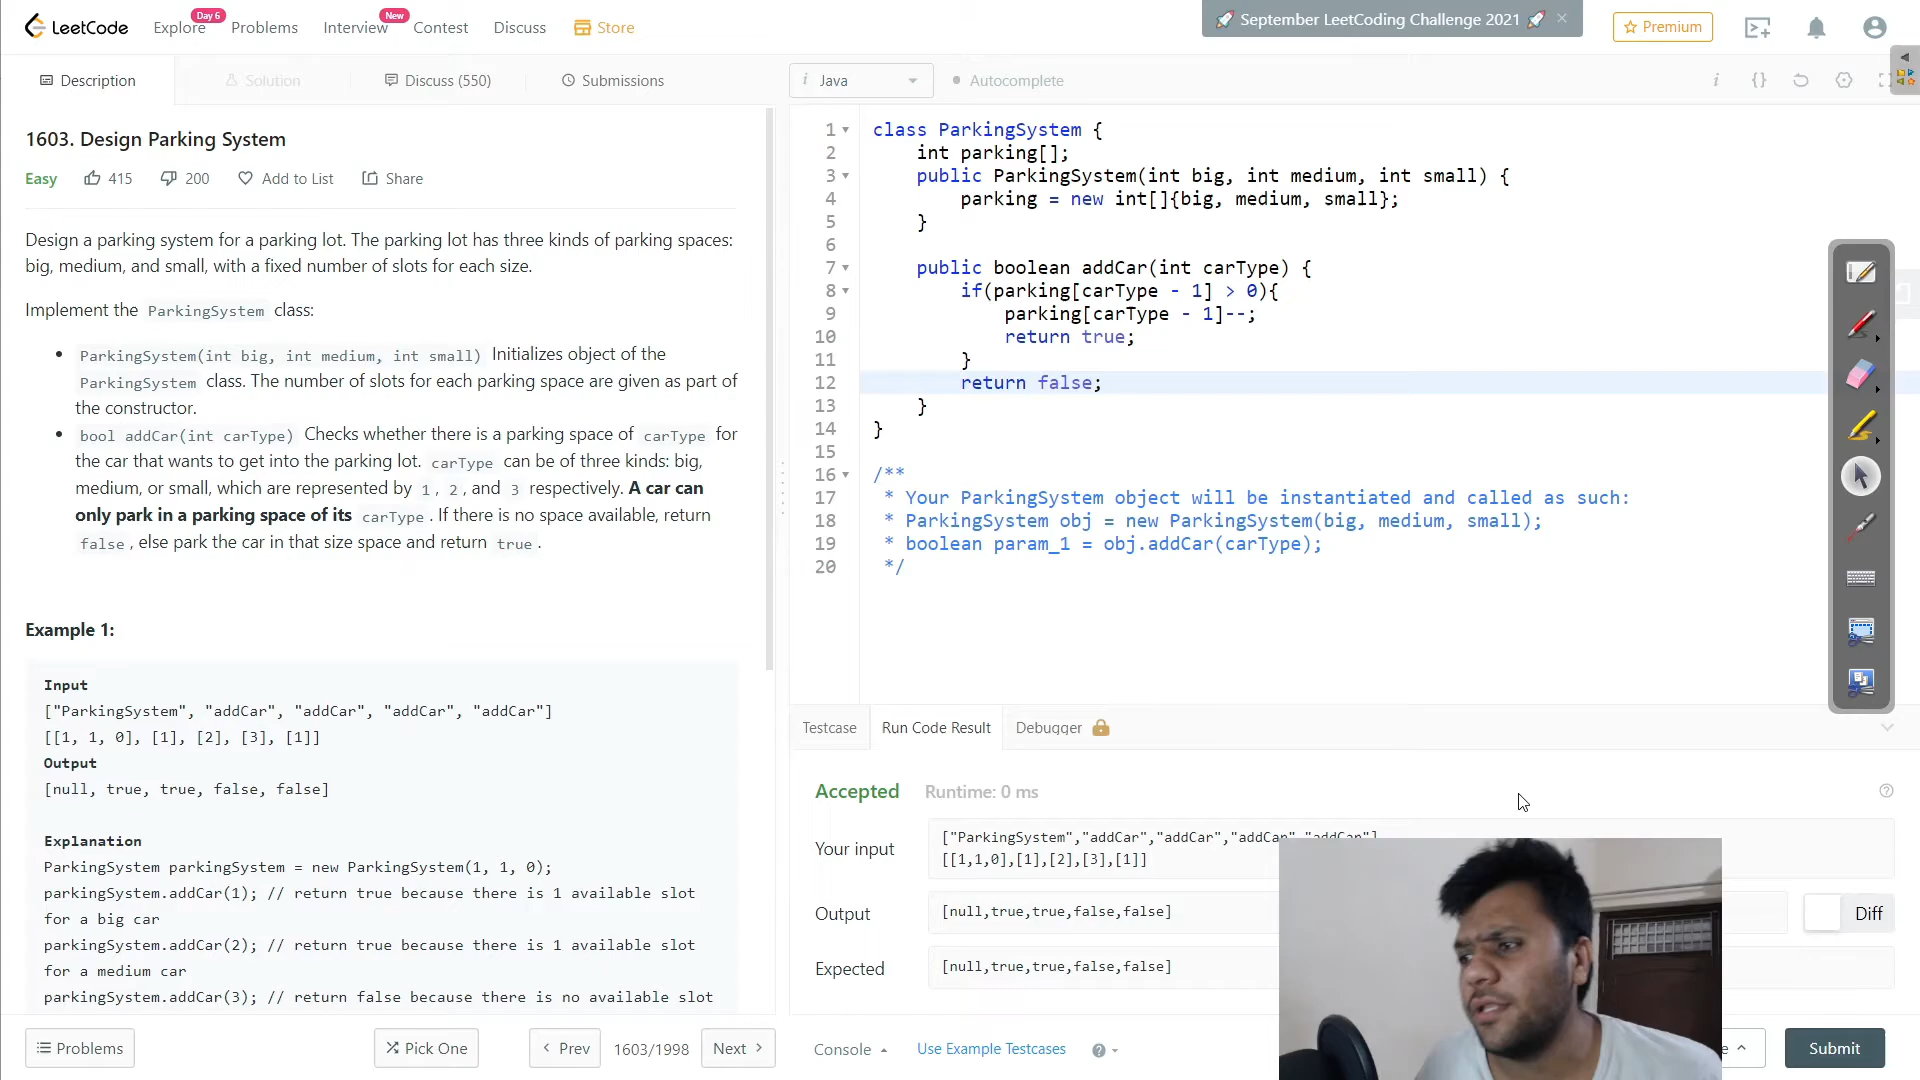 LeetCode
Explore
Day 6
Problems
Interview
New
Contest
Discuss
Store
🚀 September LeetCoding Challenge 2021 🚀
Premium
Description
Solution
Discuss (550)
Submissions
i Java
Autocomplete
1603. Design Parking System
Easy
415
200
Add to List
Share
Design a parking system for a parking lot. The parking lot has three kinds of parking spaces:
big, medium, and small, with a fixed number of slots for each size.
Implement the ParkingSystem class:
• ParkingSystem(int big, int medium, int small) Initializes object of the
ParkingSystem class. The number of slots for each parking space are given as part of
the constructor.
• bool addCar(int carType) Checks whether there is a parking space of carType for
the car that wants to get into the parking lot. carType can be of three kinds: big,
medium, or small, which are represented by 1, 2, and 3 respectively. A car can
only park in a parking space of its carType. If there is no space available, return
false, else park the car in that size space and return true.
Example 1:
Input
["ParkingSystem", "addCar", "addCar", "addCar", "addCar"]
[[1, 1, 0], [1], [2], [3], [1]]
Output
[null, true, true, false, false]
Explanation
ParkingSystem parkingSystem = new ParkingSystem(1, 1, 0);
parkingSystem.addCar(1); // return true because there is 1 available slot
for a big car
parkingSystem.addCar(2); // return true because there is 1 available slot
for a medium car
parkingSystem.addCar(3); // return false because there is no available slot
Problems
Pick One
Prev
1603/1998
Next
1 class ParkingSystem {
2 int parking[];
3 public ParkingSystem(int big, int medium, int small) {
4 parking = new int[]{big, medium, small};
5 }
6
7 public boolean addCar(int carType) {
8 if(parking[carType - 1] > 0){
9 parking[carType - 1]--;
10 return true;
11 }
12 return false;
13 }
14 }
15
16 /**
17 * Your ParkingSystem object will be instantiated and called as such:
18 * ParkingSystem obj = new ParkingSystem(big, medium, small);
19 * boolean param_1 = obj.addCar(carType);
20 */
Testcase
Run Code Result
Debugger
Accepted
Runtime: 0 ms
Your input
["ParkingSystem","addCar","addCar","addCar","addCar"]
[[1,1,0],[1],[2],[3],[1]]
Output
[null,true,true,false,false]
Diff
Expected
[null,true,true,false,false]
Console
Use Example Testcases
e
Submit